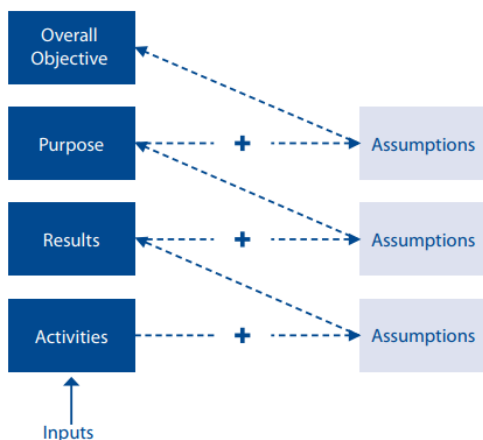 Overall
Objective
Purpose
+
Assumptions
Results
+
Assumptions
Activities
+
Assumptions
Inputs